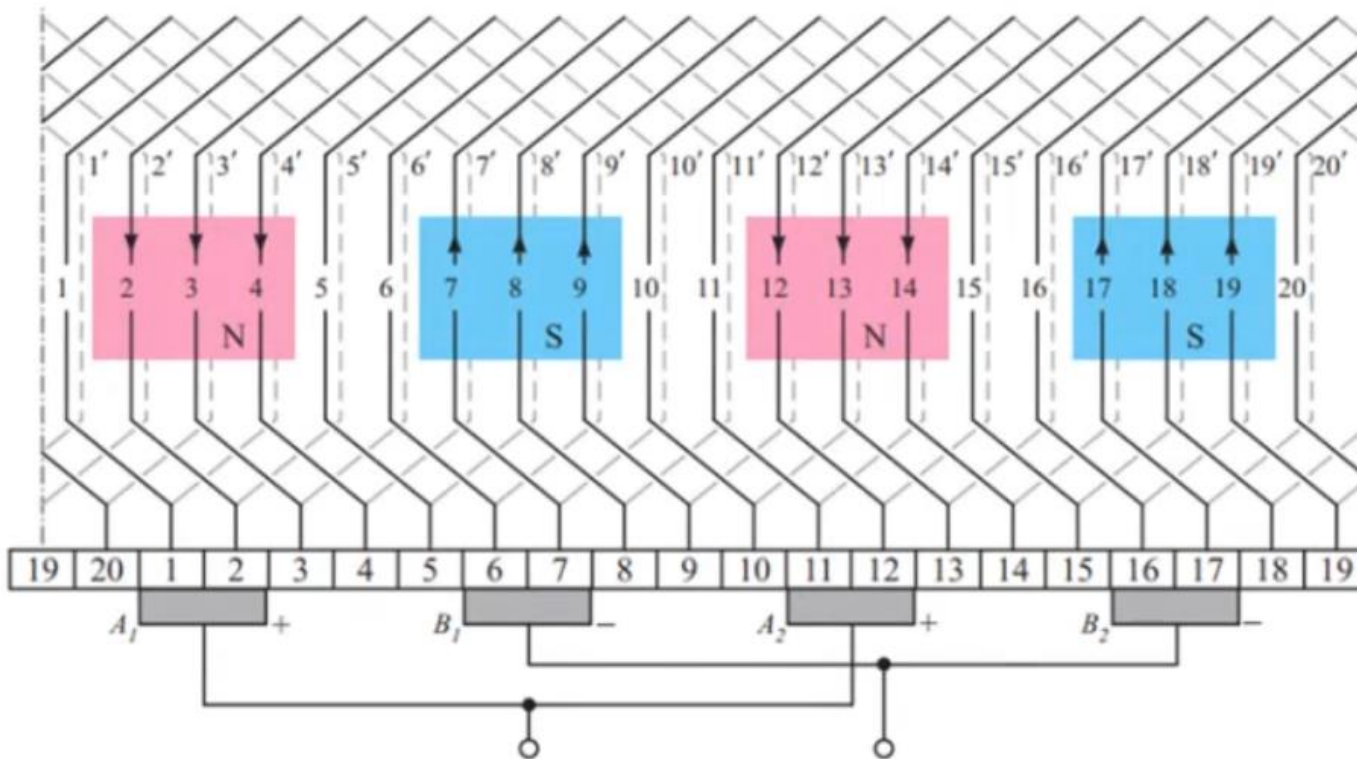 1′ 2′ 3′ 4′ 5′ 6′ 7′ 8′ 9′ 10′ 11′ 12′ 13′ 14′ 15′ 16′ 17′ 18′ 19′ 20′
1 2 3 4 5 6 7 8 9 10 11 12 13 14 15 16 17 18 19 20
N S N S
19 20 1 2 3 4 5 6 7 8 9 10 11 12 13 14 15 16 17 18 19
A1 + B1 − A2 + B2 −